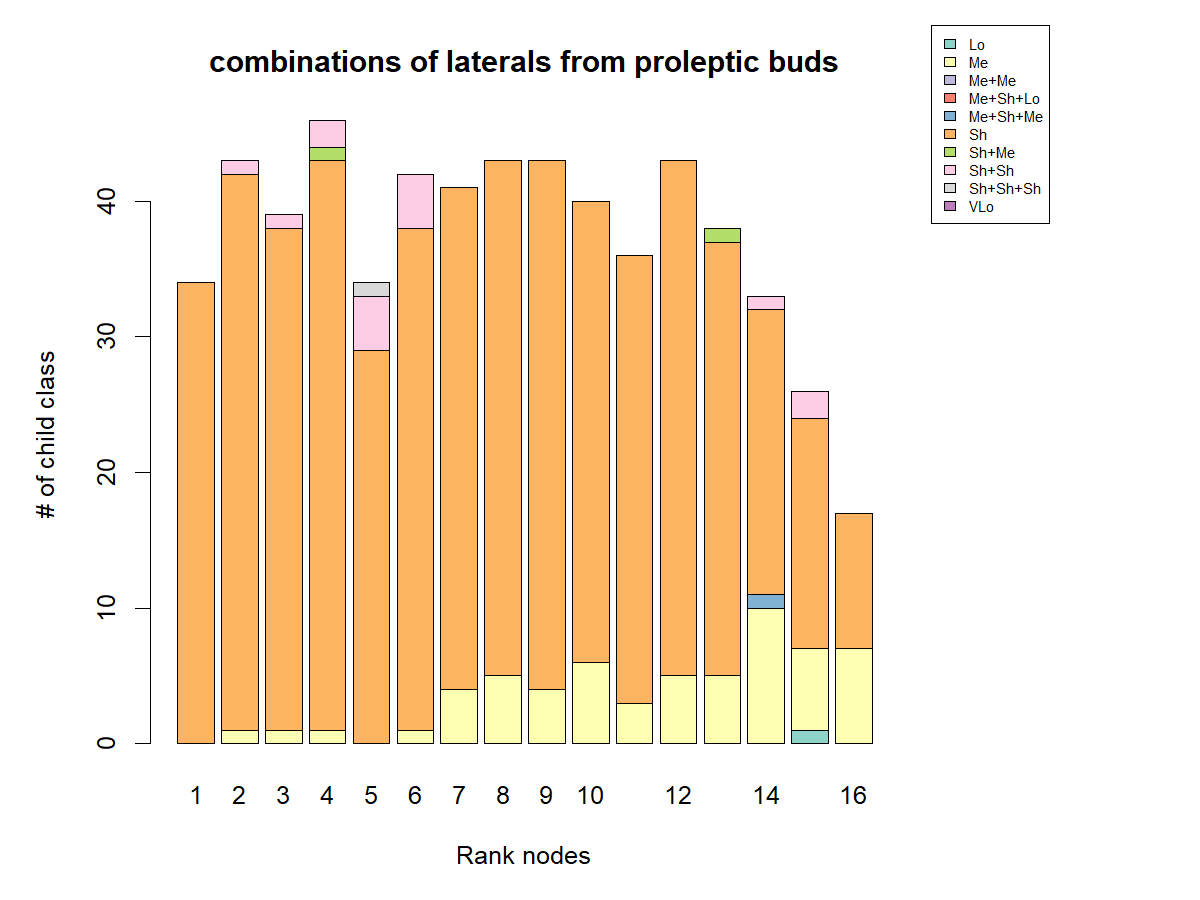 combinations of laterals from proleptic buds
Lo
Me
Me+Me
Me+Sh+Lo
Me+Sh+Me
Sh
Sh+Me
Sh+Sh
Sh+Sh+Sh
VLo
# of child class
40
30
20
10
0
1 2 3 4 5 6 7 8 9 10 12 14 16
Rank nodes